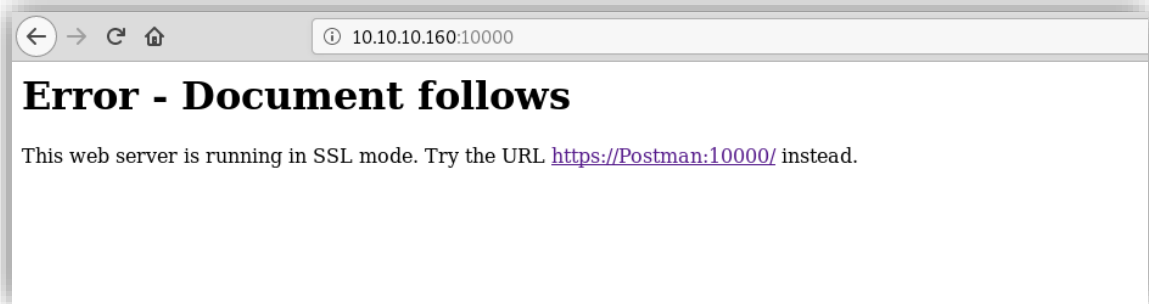 10.10.10.160:10000
Error - Document follows
This web server is running in SSL mode. Try the URL https://Postman:10000/ instead.